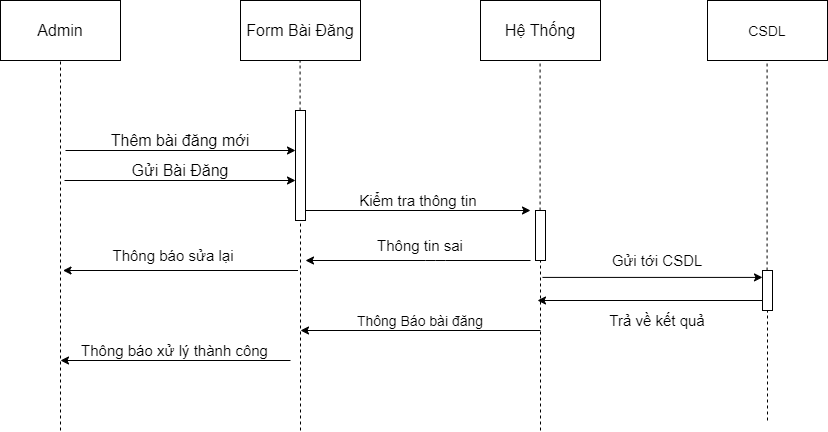 Admin
Form Bài Đăng
Hệ Thống
CSDL
Thêm bài đăng mới
Gửi Bài Đăng
Kiểm tra thông tin
Thông tin sai
Thông báo sửa lại
Gửi tới CSDL
Trả về kết quả
Thông Báo bài đăng
Thông báo xử lý thành công